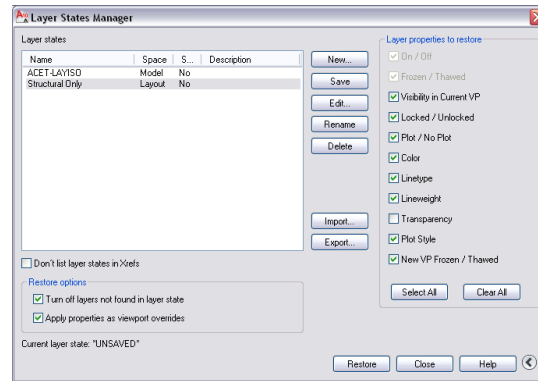 Layer States Manager
Layer states
Name Space S... Description
ACET-LAYISO Model No
Structural Only Layout No
New...
Save
Edit...
Rename
Delete
Import...
Export...
Don't list layer states in Xrefs
Restore options
Turn off layers not found in layer state
Apply properties as viewport overrides
Current layer state: "UNSAVED"
Layer properties to restore
On / Off
Frozen / Thawed
Visibility in Current VP
Locked / Unlocked
Plot / No Plot
Color
Linetype
Lineweight
Transparency
Plot Style
New VP Frozen / Thawed
Select All Clear All
Restore Close Help